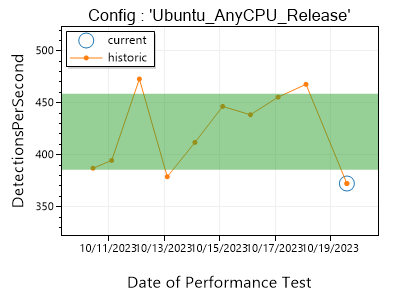 Config : 'Ubuntu_AnyCPU_Release'
current
historic
DetectionsPerSecond
500
450
400
350
10/11/2023 10/13/2023 10/15/2023 10/17/2023 10/19/2023
Date of Performance Test